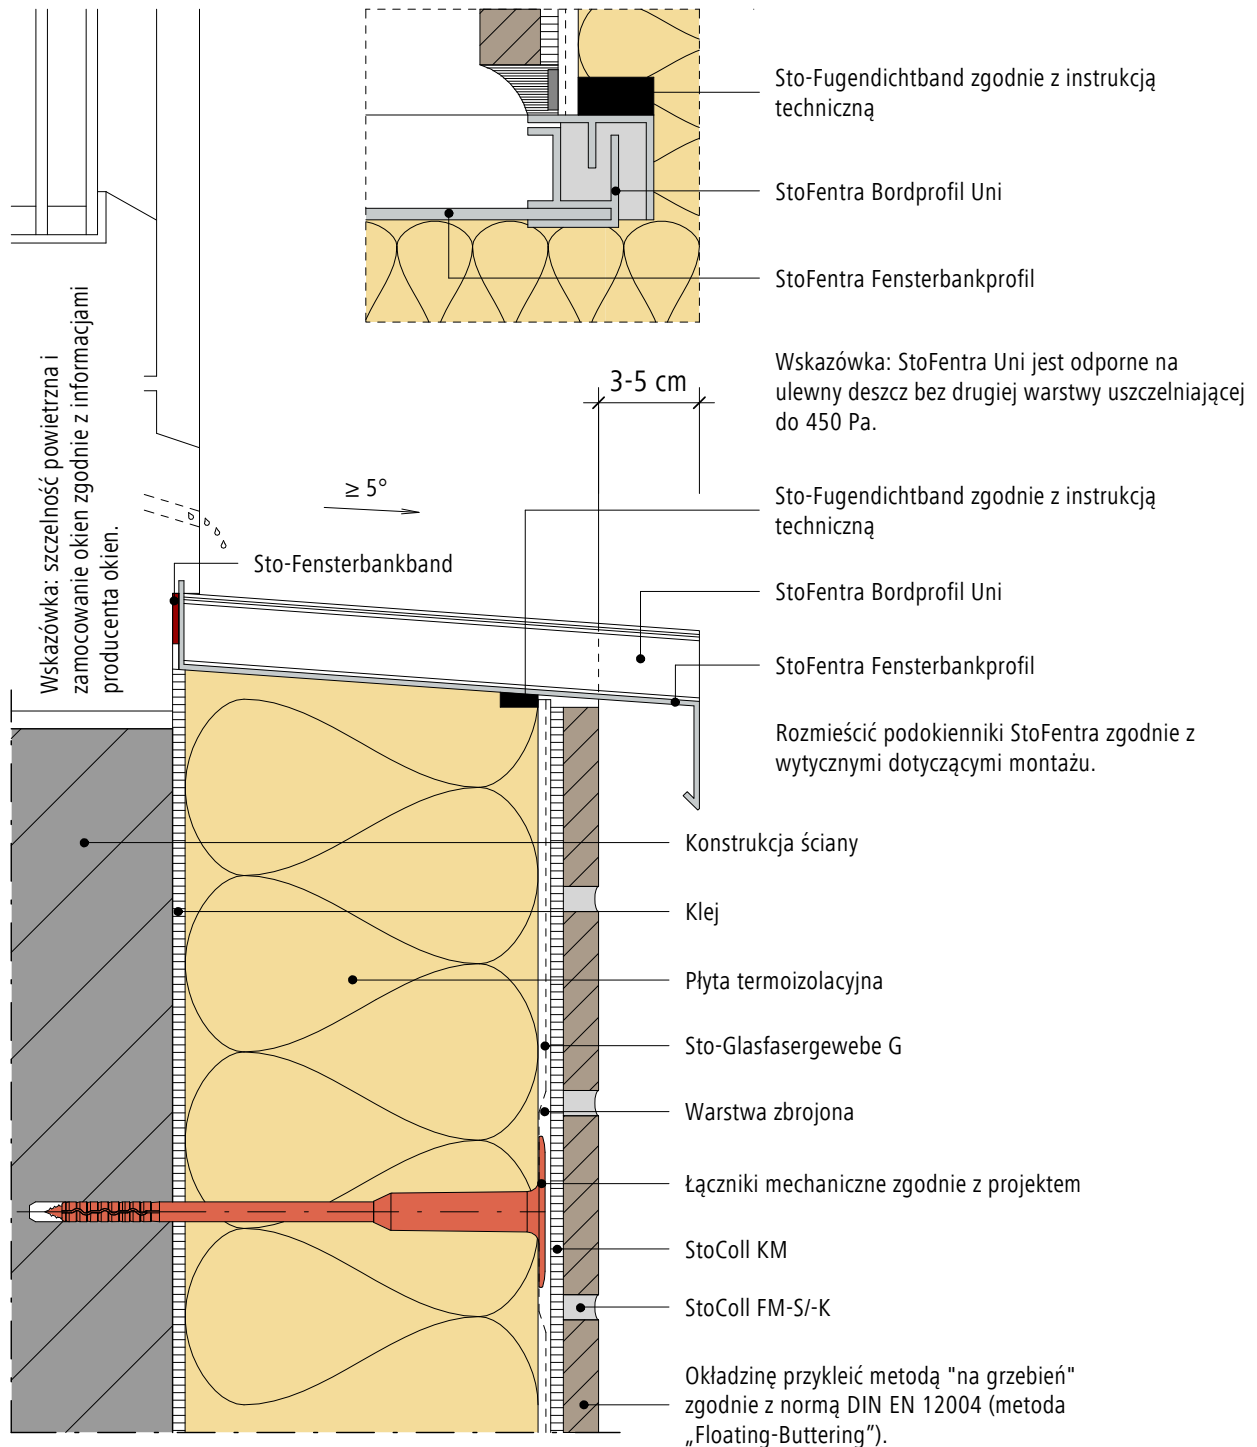 Sto-Fugendichtband zgodnie z instrukcją
techniczną
StoFentra Bordprofil Uni
StoFentra Fensterbankprofil
Wskazówka: szczelność powietrzna i
zamocowanie okien zgodnie z informacjami
producenta okien.
3-5 cm
Wskazówka: StoFentra Uni jest odporne na
ulewny deszcz bez drugiej warstwy uszczelniającej
do 450 Pa.
≥ 5°
Sto-Fugendichtband zgodnie z instrukcją
techniczną
Sto-Fensterbankband
StoFentra Bordprofil Uni
StoFentra Fensterbankprofil
Rozmieścić podokienniki StoFentra zgodnie z
wytycznymi dotyczącymi montażu.
Konstrukcja ściany
Klej
Płyta termoizolacyjna
Sto-Glasfasergewebe G
Warstwa zbrojona
Łączniki mechaniczne zgodnie z projektem
StoColl KM
StoColl FM-S/-K
Okładzinę przykleić metodą "na grzebień"
zgodnie z normą DIN EN 12004 (metoda
„Floating-Buttering”).